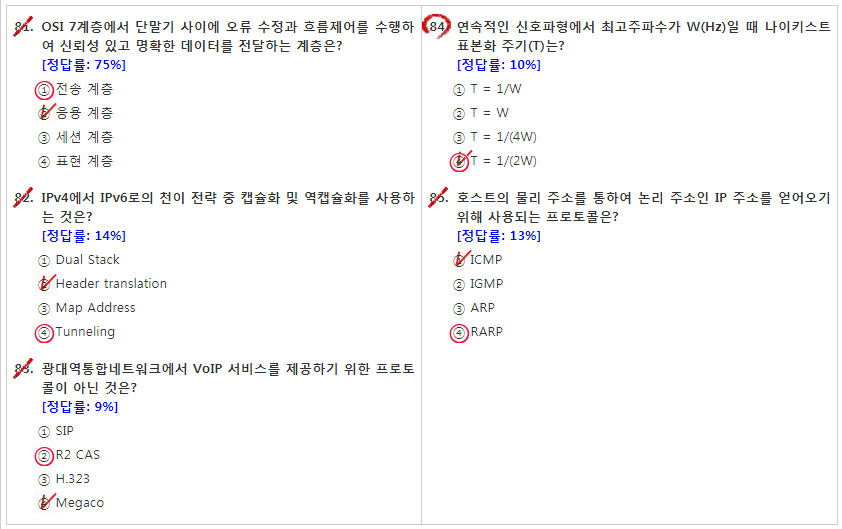 81. OSI 7계층에서 단말기 사이에 오류 수정과 흐름제어를 수행하
여 신뢰성 있고 명확한 데이터를 전달하는 계층은?
[정답률: 75%]
① 전송 계층
② 응용 계층
③ 세션 계층
④ 표현 계층
82. IPv4에서 IPv6로의 천이 전략 중 캡슐화 및 역캡슐화를 사용하
는 것은?
[정답률: 14%]
① Dual Stack
② Header translation
③ Map Address
④ Tunneling
83. 광대역통합네트워크에서 VoIP 서비스를 제공하기 위한 프로토
콜이 아닌 것은?
[정답률: 9%]
① SIP
② R2 CAS
③ H.323
④ Megaco
84. 연속적인 신호파형에서 최고주파수가 W(Hz)일 때 나이키스트
표본화 주기(T)는?
[정답률: 10%]
① T = 1/W
② T = W
③ T = 1/(4W)
④ T = 1/(2W)
85. 호스트의 물리 주소를 통하여 논리 주소인 IP 주소를 얻어오기
위해 사용되는 프로토콜은?
[정답률: 13%]
① ICMP
② IGMP
③ ARP
④ RARP